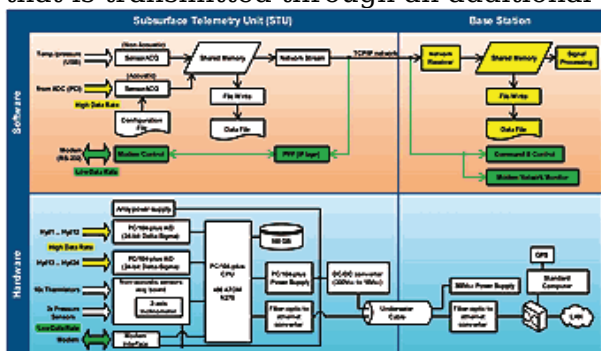 that is transmitted through an additional
Subsurface Telemetry Unit (STU)
Base Station
Software
Temp/pressure
(USB)
(Non Acoustic)
SensorACQ
Shared Memory
Network Stream
TCP/IP network
Network
Receiver
Shared Memory
Signal
Processing
(Acoustic)
SensorACQ
from ADC (PCI)
High Data Rate
File Write
File Write
Configuration
File
Data File
Data File
Modem
(RS-232)
Modem Control
PPP (IP layer)
Command & Control
Low Data Rate
Modem Network Monitor
Hardware
Array power supply
Hyd1 - Hyd12
PC/104-plus A/D
(24-bit Delta-Sigma)
High Data Rate
Hyd13 - Hyd24
PC/104-plus A/D
(24-bit Delta-Sigma)
PC/104-plus
CPU
N270
PC/104-plus
Power Supply
DC/DC converter
Power Supply
GPS
Standard
Computer
10x Thermistors
Non-acoustic sensors
Pressure
Sensors
Low Data Rate
Modem
Modem
Interface
Fiber optic to
ethernet
converter
Underwater
Cable
Fiber optic to
ethernet
converter
LAN